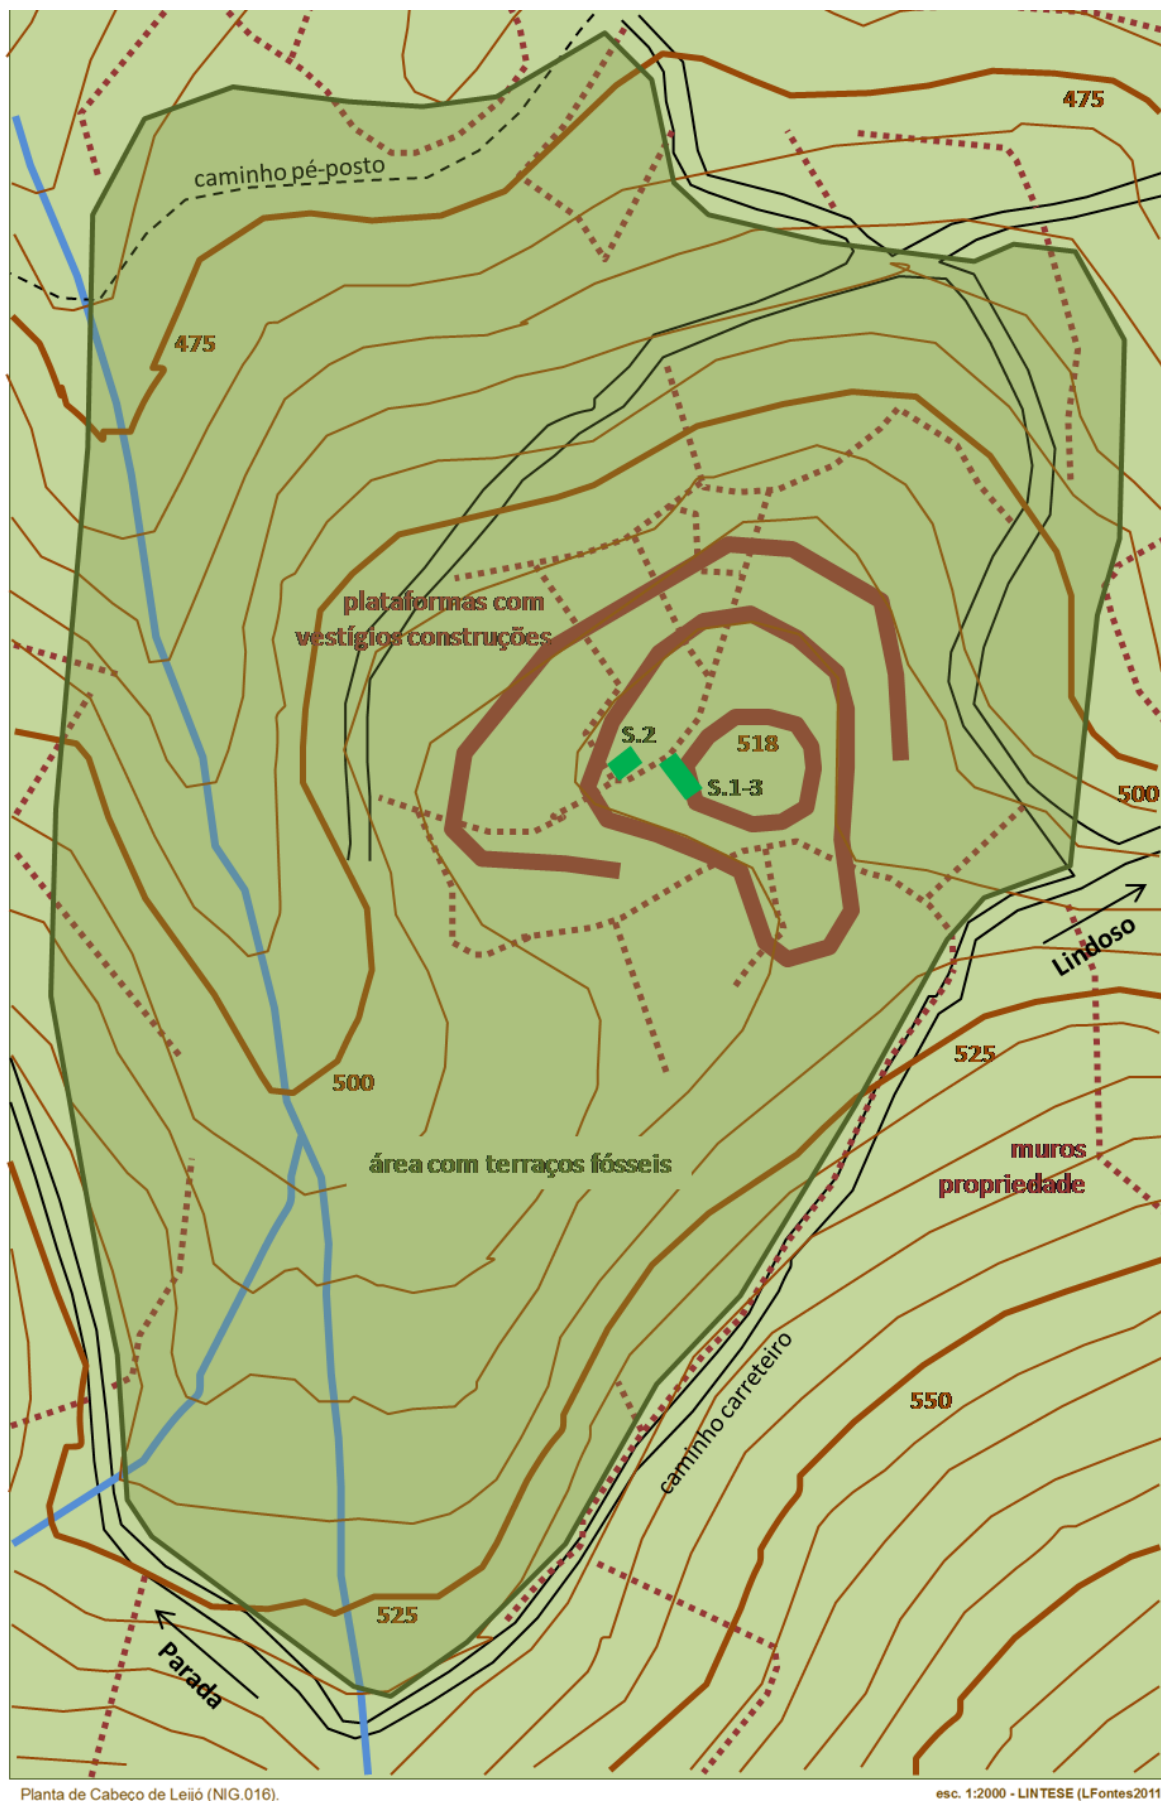 475
caminho pé-posto
475
plataformas com
vestígios construções
S.2
518
S.1-3
500
Lindoso
525
500
muros
propriedade
área com terraços fósseis
caminho carreteiro
550
525
Parada
Planta de Cabeço de Leijó (NIG.016).
esc. 1:2000 - LINTESE (LFontes2011